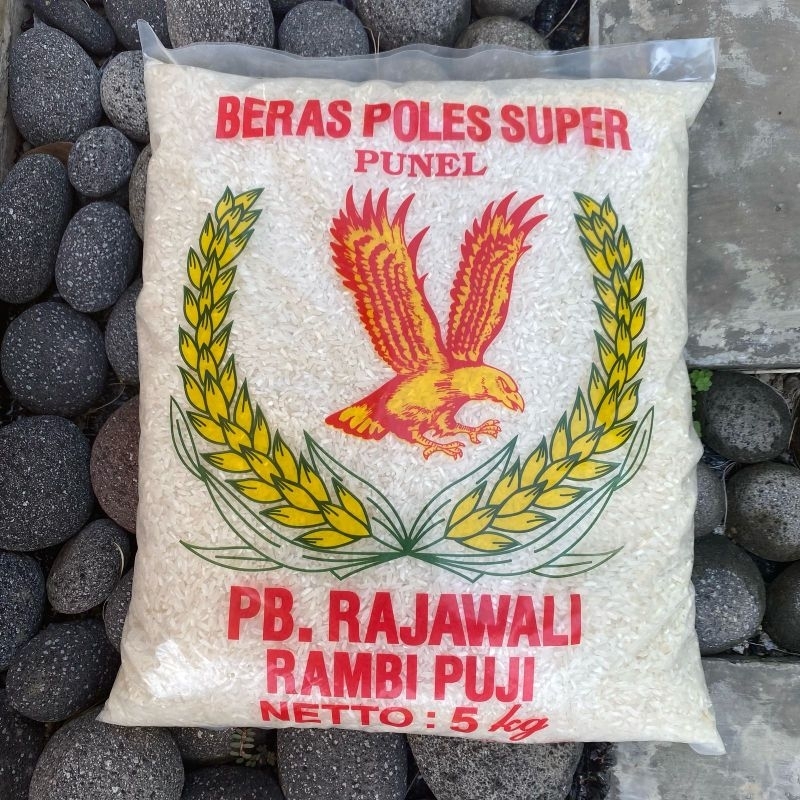 BERAS POLES SUPER
PUNEL
PB. RAJAWALI
RAMBI PUJI
NETTO : 5 kg